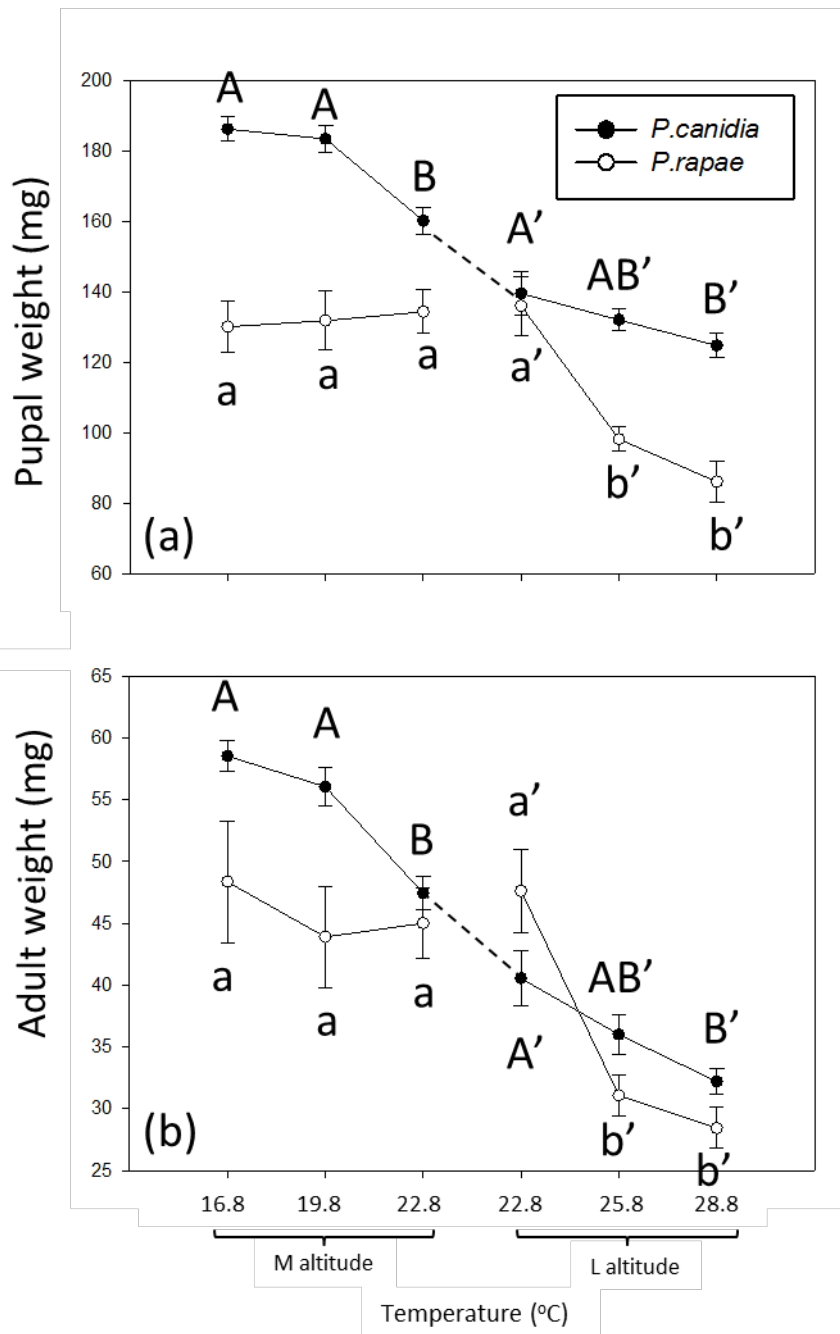 200
180
160
140
120
100
80
60
Pupal weight (mg)
A
A
B
A’
AB’
B’
a
a
a
a’
b’
b’
P.canidia
P.rapae
(a)
65
60
55
50
45
40
35
30
25
Adult weight (mg)
A
A
B
a’
AB’
B’
a
a
a
A’
b’
b’
(b)
16.8 19.8 22.8 22.8 25.8 28.8
M altitude L altitude
Temperature (ºC)